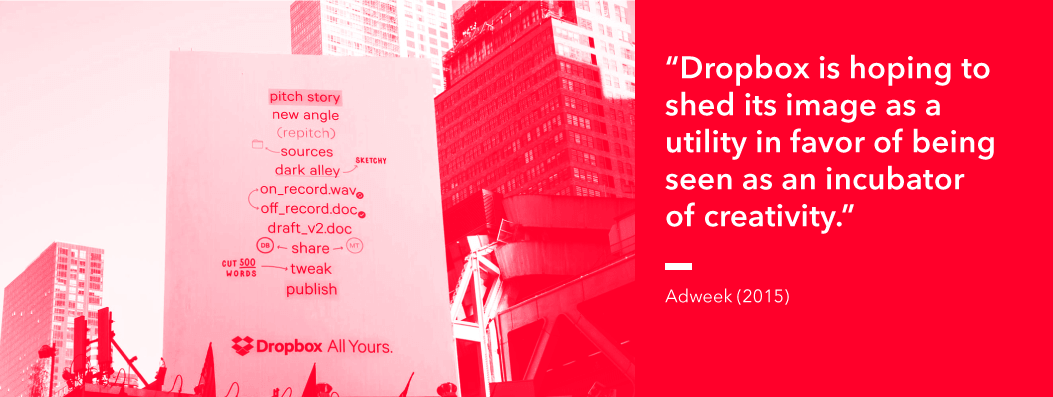 pitch story
new angle
(repitch)
sources
SKETCHY
dark alley
on_record.wav
off_record.doc
draft_v2.doc
DB share MT
CUT 500
WORDS
tweak
publish
Dropbox All Yours.
“Dropbox is hoping to
shed its image as a
utility in favor of being
seen as an incubator
of creativity.”
Adweek (2015)